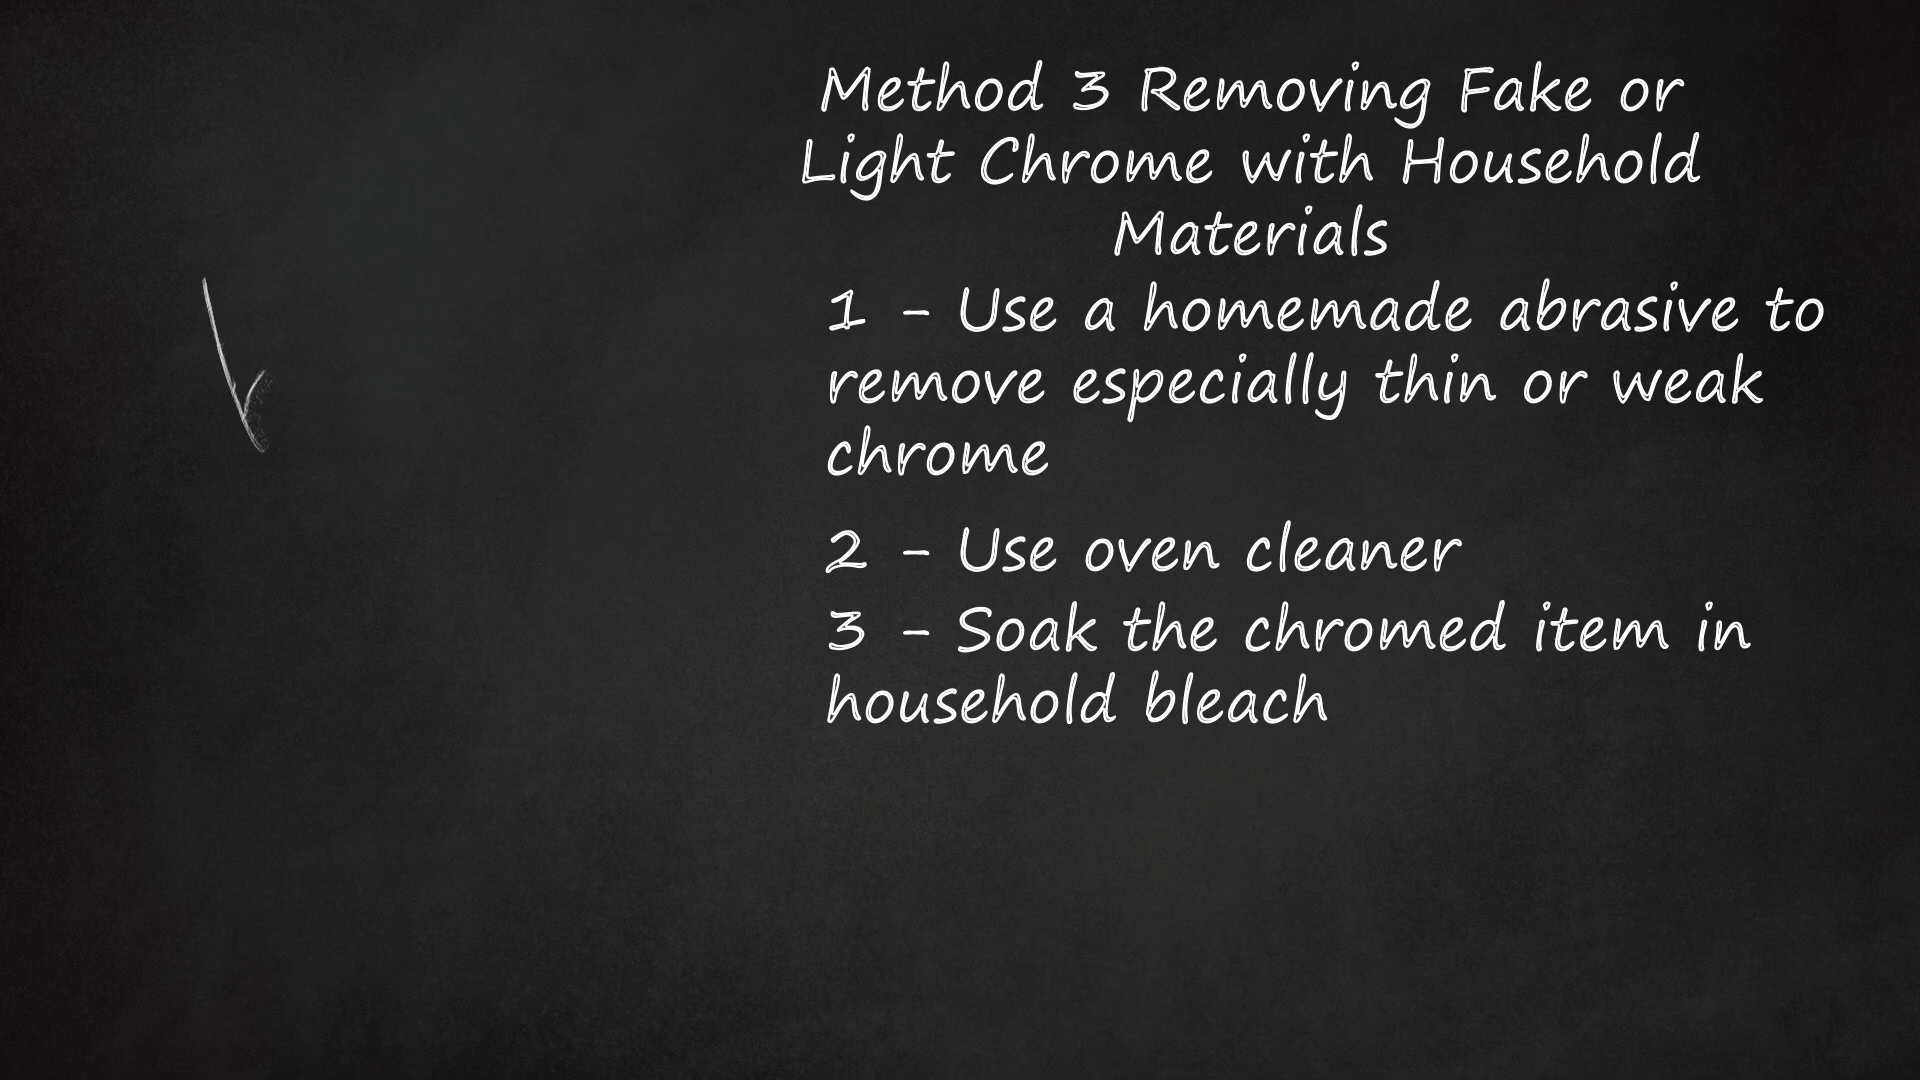 Method 3 Removing Fake or
Light Chrome with Household
Materials
1 - Use a homemade abrasive to
remove especially thin or weak
chrome
2 - Use oven cleaner
3 - Soak the chromed item in
household bleach